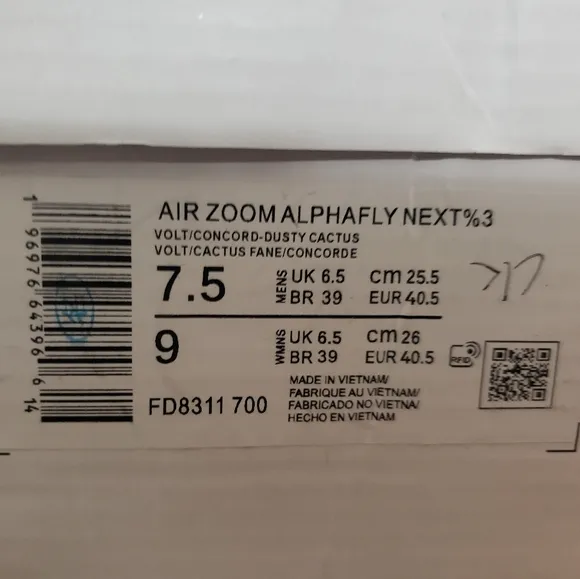 AIR ZOOM ALPHAFLY NEXT%3
VOLT/CONCORD-DUSTY CACTUS
VOLT/CACTUS FANE/CONCORDE
7.5 MENS UK 6.5 cm 25.5
BR 39 EUR 40.5
9 WMNS UK 6.5 cm 26
BR 39 EUR 40.5
RFID
FD8311 700
MADE IN VIETNAM/
FABRIQUE AU VIETNAM/
FABRICADO NO VIETNA/
HECHO EN VIETNAM
1 96976 64396 6 14